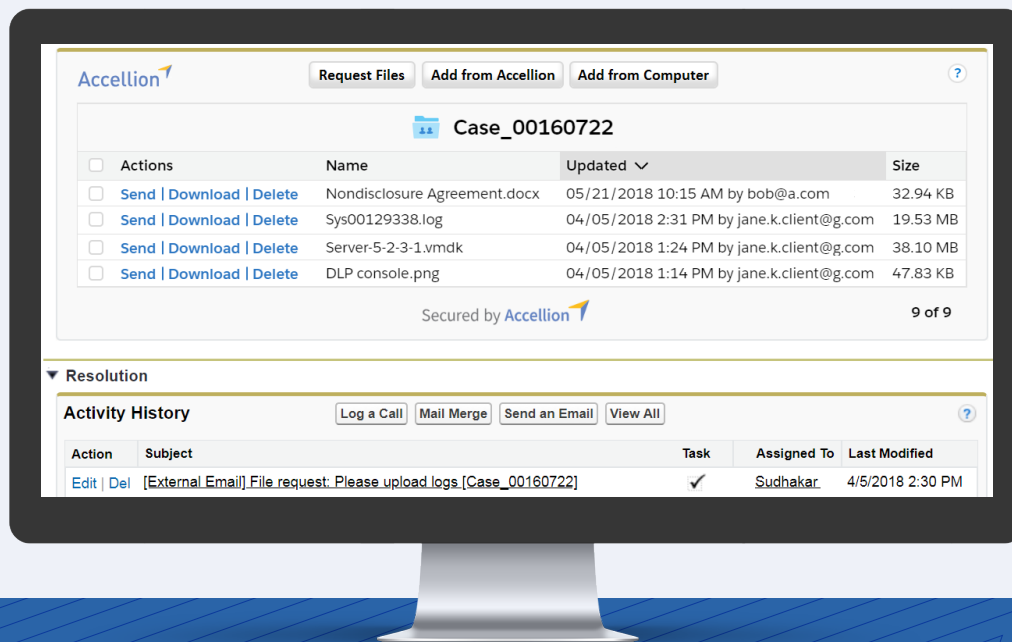 Accellion
Request Files Add from Accellion Add from Computer ?
Case_00160722
Actions Name Updated Size
Send | Download | Delete Nondisclosure Agreement.docx 05/21/2018 10:15 AM by bob@a.com 32.94 KB
Send | Download | Delete Sys00129338.log 04/05/2018 2:31 PM by jane.k.client@g.com 19.53 MB
Send | Download | Delete Server-5-2-3-1.vmdk 04/05/2018 1:24 PM by jane.k.client@g.com 38.10 MB
Send | Download | Delete DLP console.png 04/05/2018 1:14 PM by jane.k.client@g.com 47.83 KB
Secured by Accellion 9 of 9
Resolution
Activity History Log a Call Mail Merge Send an Email View All ?
Action Subject Task Assigned To Last Modified
Edit | Del [External Email] File request: Please upload logs [Case_00160722] Sudhakar 4/5/2018 2:30 PM